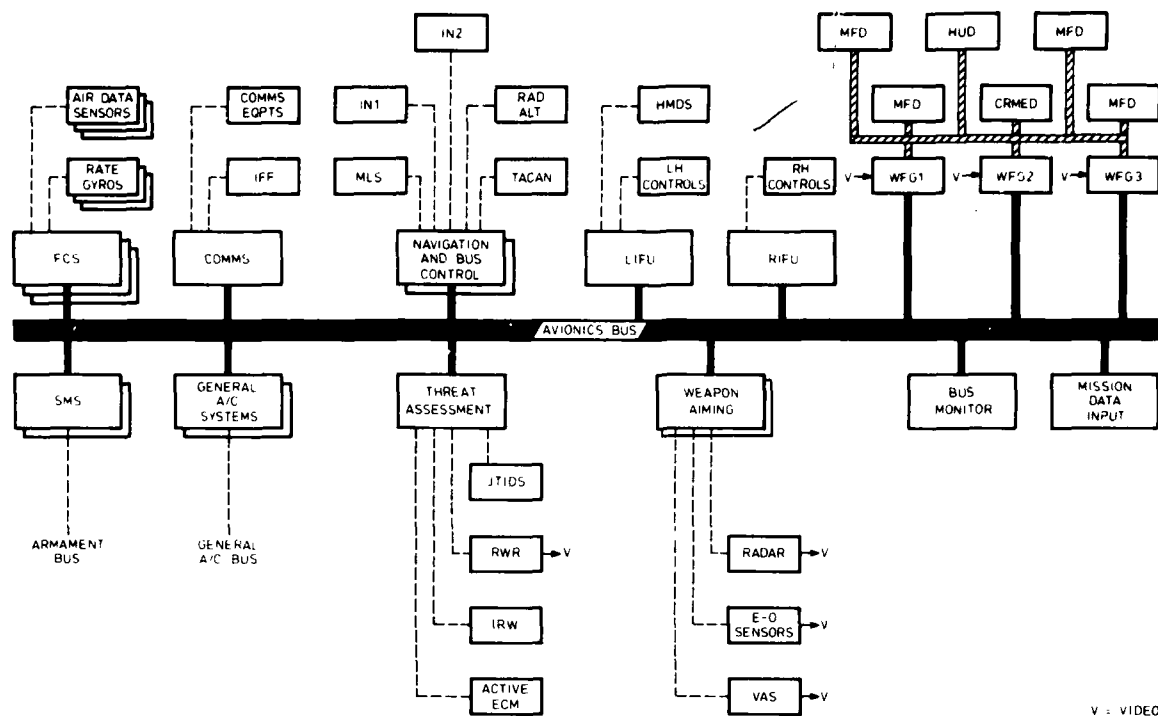 IN2
MFD
HUD
MFD
AIR DATA
SENSORS
COMMS
EQPTS
IN1
RAD
ALT
HMDS
MFD
CRMED
MFD
RATE
GYROS
IFF
MLS
TACAN
LH
CONTROLS
RH
CONTROLS
V
WFG1
V
WFG2
V
WFG3
FCS
COMMS
NAVIGATION
AND BUS
CONTROL
LIFU
RIFU
AVIONICS BUS
SMS
GENERAL
A/C
SYSTEMS
THREAT
ASSESSMENT
WEAPON
AIMING
BUS
MONITOR
MISSION
DATA
INPUT
JTIDS
ARMAMENT
BUS
GENERAL
A/C BUS
RWR
V
RADAR
V
IRW
E-O
SENSORS
V
ACTIVE
ECM
VAS
V
V = VIDEO